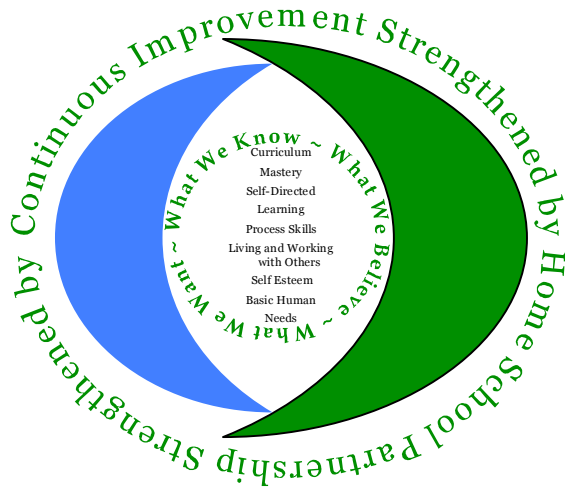 Continuous Improvement Strengthened by Home School Partnership Strengthened by
What We Know ~ What We Believe ~ What We Want ~
Curriculum
Mastery
Self-Directed
Learning
Process Skills
Living and Working
with Others
Self Esteem
Basic Human
Needs